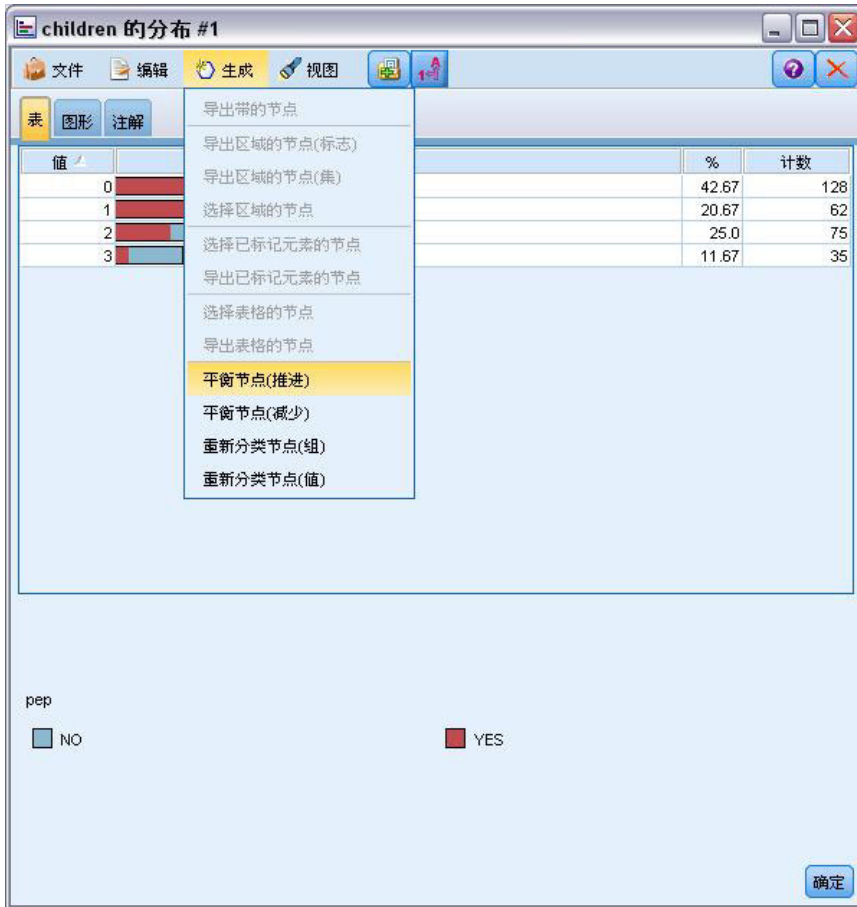 children 的分布 #1
文件 编辑 生成 视图
表 图形 注解
导出带的节点
导出区域的节点(标志)
导出区域的节点(集)
选择区域的节点
选择已标记元素的节点
导出已标记元素的节点
选择表格的节点
导出表格的节点
平衡节点(推进)
平衡节点(减少)
重新分类节点(组)
重新分类节点(值)
值 % 计数
0 42.67 128
1 20.67 62
2 25.0 75
3 11.67 35
pep
NO YES
确定